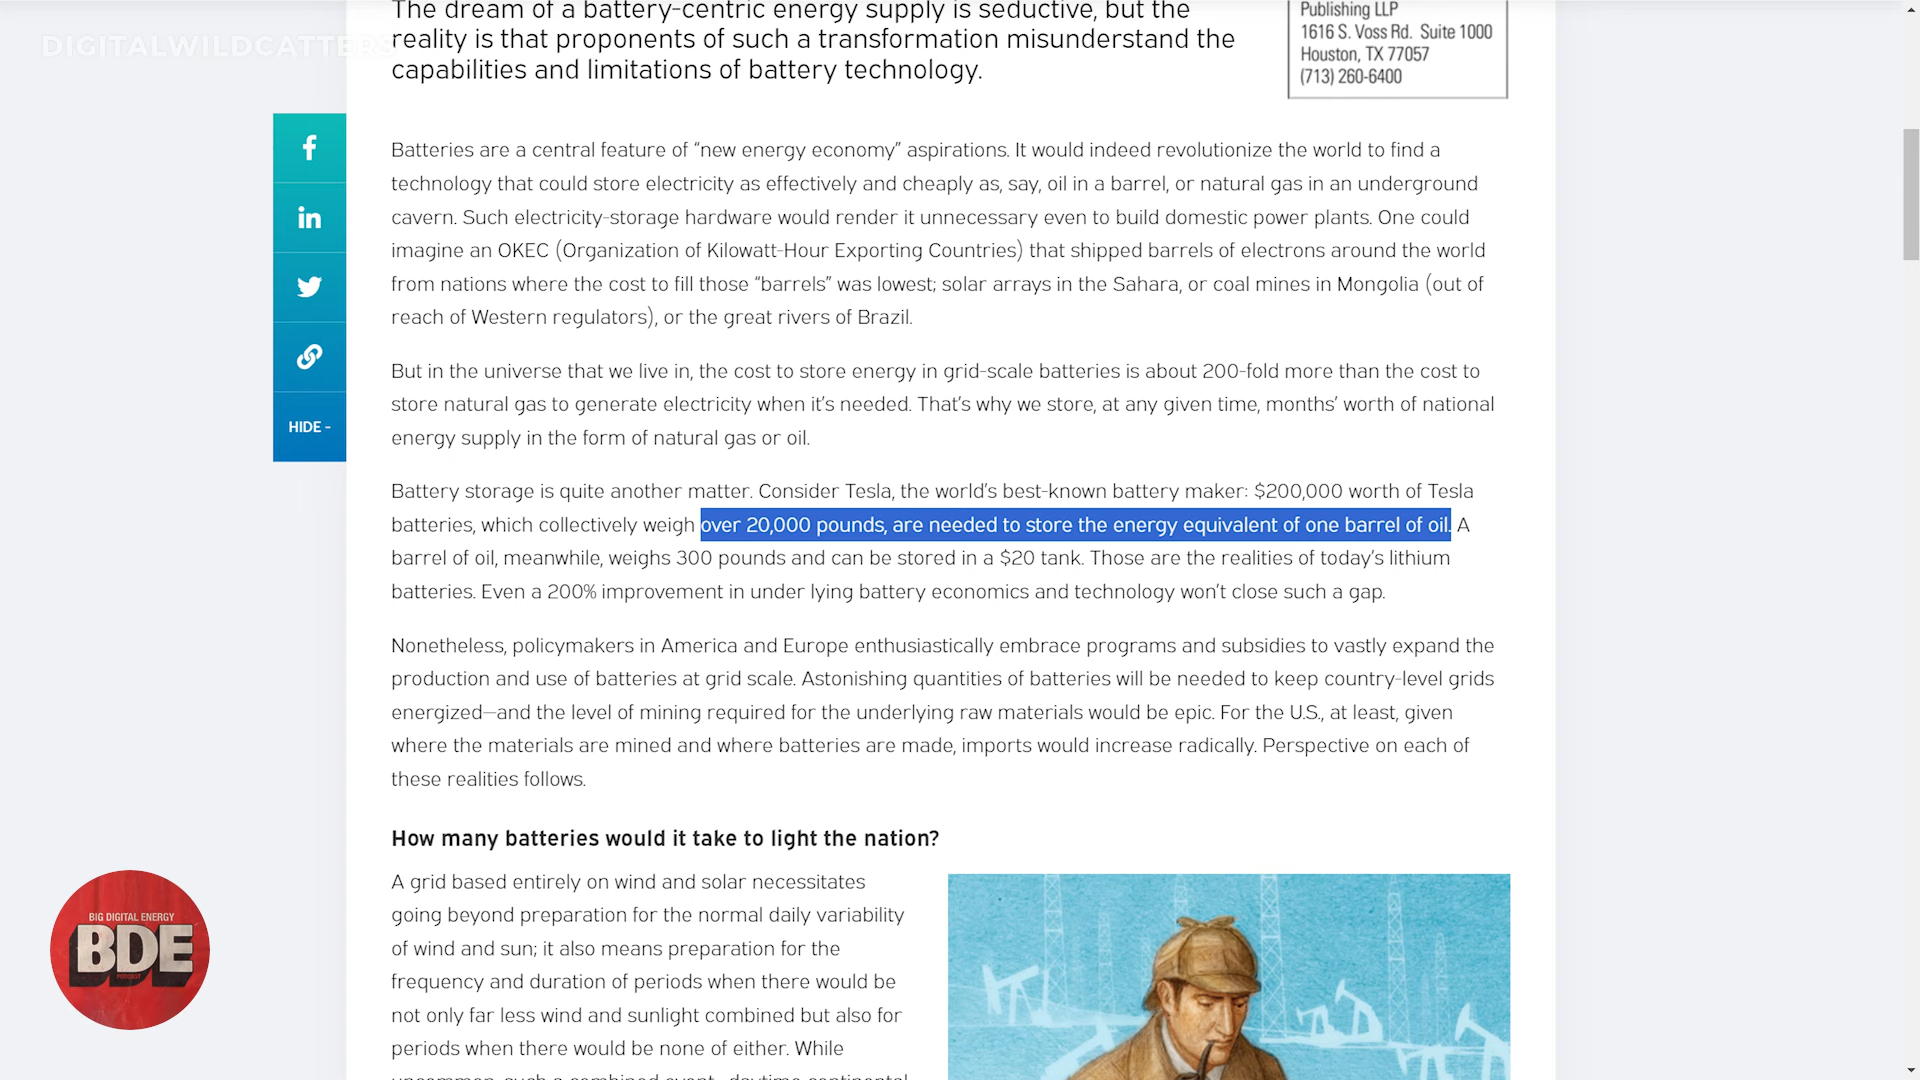 DIGITALWILDCATTERS
The dream of a battery-centric energy supply is seductive, but the
reality is that proponents of such a transformation misunderstand the
capabilities and limitations of battery technology.
Publishing LLP
1616 S. Voss Rd. Suite 1000
Houston, TX 77057
(713) 260-6400
HIDE -
Batteries are a central feature of “new energy economy” aspirations. It would indeed revolutionize the world to find a
technology that could store electricity as effectively and cheaply as, say, oil in a barrel, or natural gas in an underground
cavern. Such electricity-storage hardware would render it unnecessary even to build domestic power plants. One could
imagine an OKEC (Organization of Kilowatt-Hour Exporting Countries) that shipped barrels of electrons around the world
from nations where the cost to fill those “barrels” was lowest; solar arrays in the Sahara, or coal mines in Mongolia (out of
reach of Western regulators), or the great rivers of Brazil.
But in the universe that we live in, the cost to store energy in grid-scale batteries is about 200-fold more than the cost to
store natural gas to generate electricity when it’s needed. That’s why we store, at any given time, months’ worth of national
energy supply in the form of natural gas or oil.
Battery storage is quite another matter. Consider Tesla, the world’s best-known battery maker: $200,000 worth of Tesla
batteries, which collectively weigh over 20,000 pounds, are needed to store the energy equivalent of one barrel of oil. A
barrel of oil, meanwhile, weighs 300 pounds and can be stored in a $20 tank. Those are the realities of today’s lithium
batteries. Even a 200% improvement in under lying battery economics and technology won’t close such a gap.
Nonetheless, policymakers in America and Europe enthusiastically embrace programs and subsidies to vastly expand the
production and use of batteries at grid scale. Astonishing quantities of batteries will be needed to keep country-level grids
energized—and the level of mining required for the underlying raw materials would be epic. For the U.S., at least, given
where the materials are mined and where batteries are made, imports would increase radically. Perspective on each of
these realities follows.
How many batteries would it take to light the nation?
A grid based entirely on wind and solar necessitates
going beyond preparation for the normal daily variability
of wind and sun; it also means preparation for the
frequency and duration of periods when there would be
not only far less wind and sunlight combined but also for
periods when there would be none of either. While
uncommon, such a combined event—daytime continental
BIG DIGITAL ENERGY
BDE
PODCAST